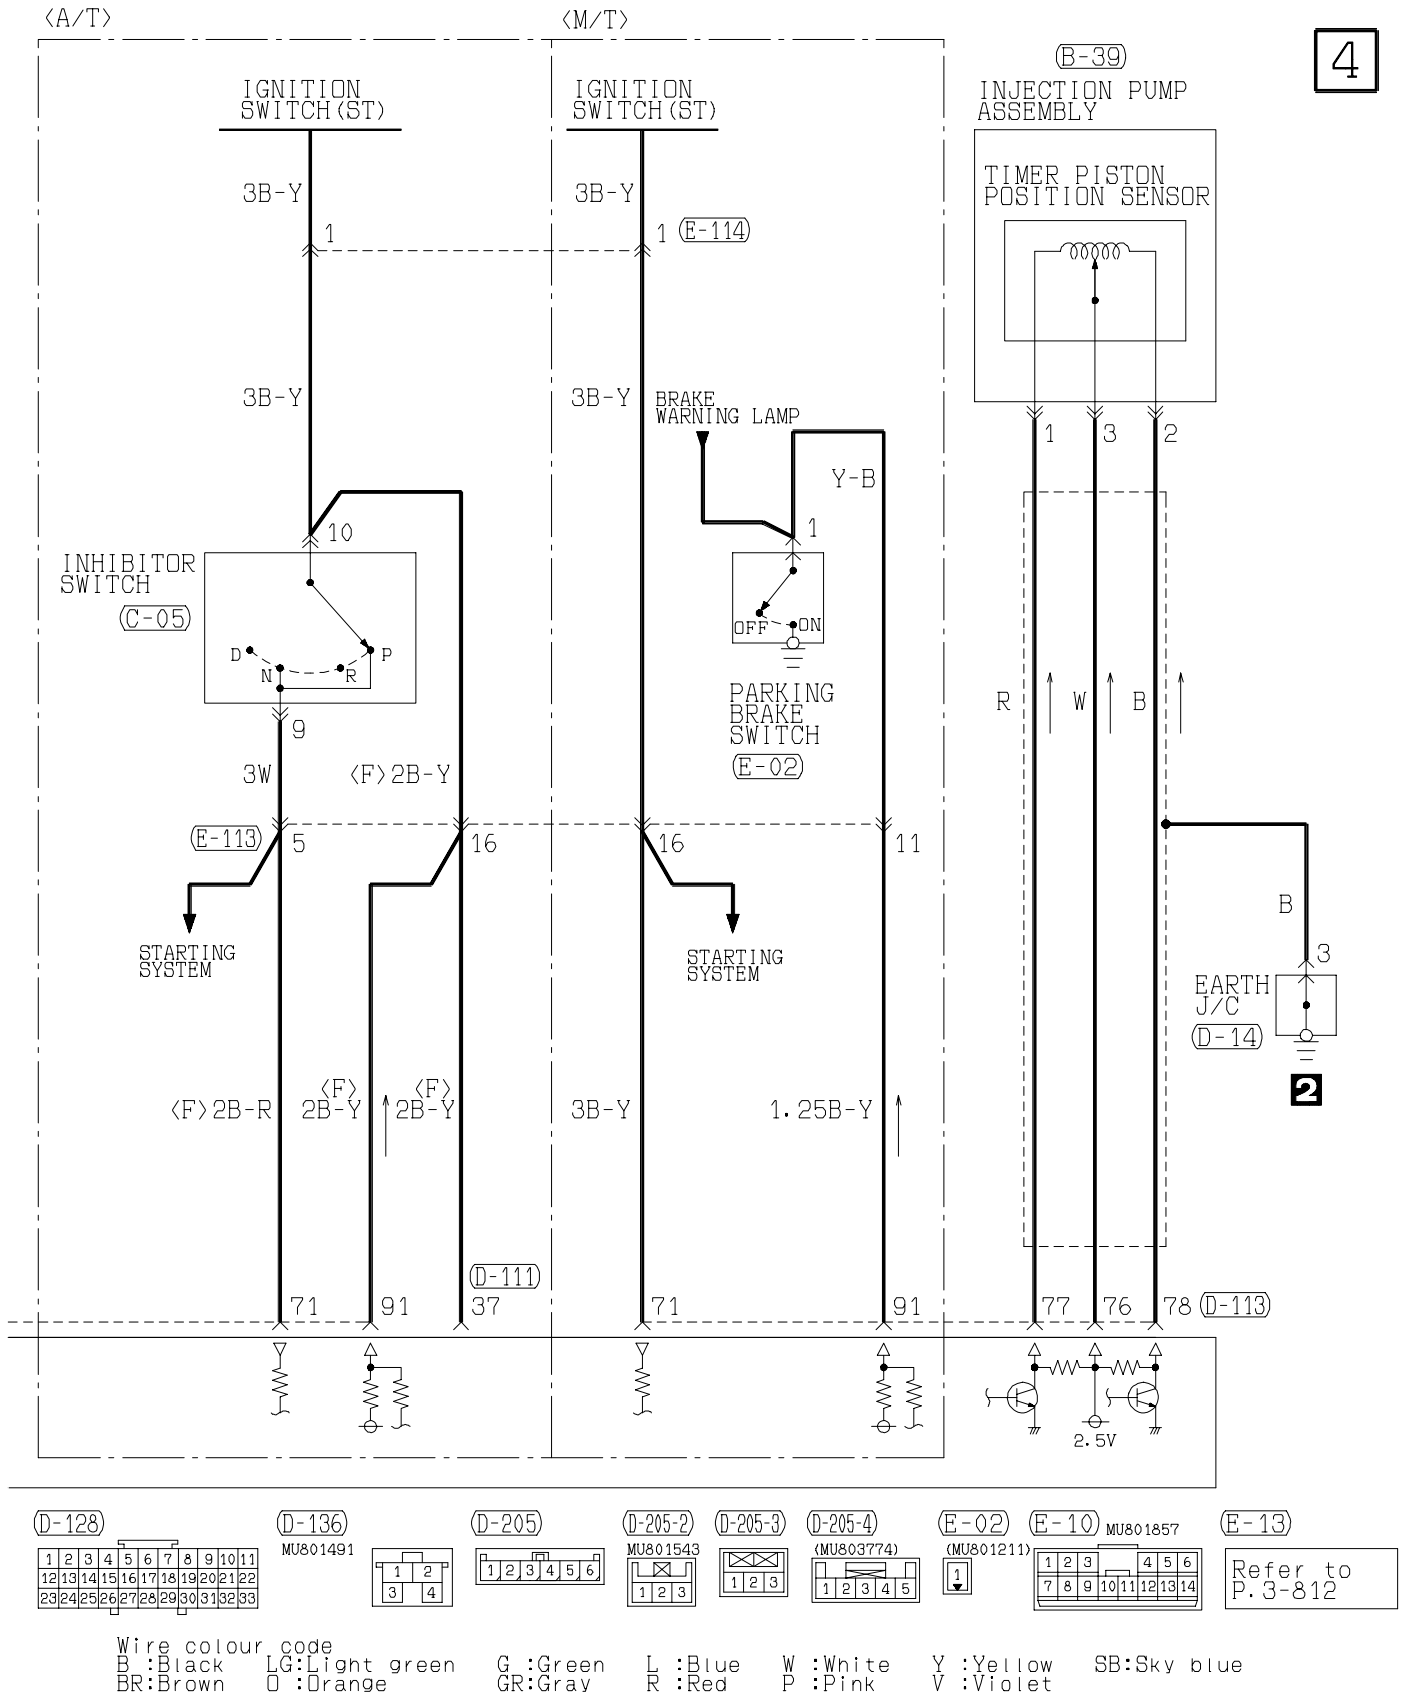 〈A/T〉
〈M/T〉
4
(B-39)
INJECTION PUMP
ASSEMBLY
IGNITION
SWITCH(ST)
IGNITION
SWITCH(ST)
TIMER PISTON
POSITION SENSOR
3B-Y
3B-Y
1
1
(E-114)
3B-Y
3B-Y
BRAKE
WARNING LAMP
1
3
2
Y-B
10
1
INHIBITOR
SWITCH
(C-05)
D
N
R
P
OFF
ON
9
PARKING
BRAKE
SWITCH
(E-02)
R
W
B
3W
〈F〉2B-Y
(E-113)
5
16
16
11
B
STARTING
SYSTEM
STARTING
SYSTEM
3
EARTH
J/C
(D-14)
2
〈F〉2B-R
〈F〉
2B-Y
〈F〉
2B-Y
3B-Y
1.25B-Y
(D-111)
71
91
37
71
91
77
76
78
(D-113)
2.5V
(D-128)
1 2 3 4 5 6 7 8 9 10 11
12 13 14 15 16 17 18 19 20 21 22
23 24 25 26 27 28 29 30 31 32 33
(D-136)
MU801491
1 2
3 4
(D-205)
1 2 3 4 5 6
(D-205-2)
MU801543
1 2 3
(D-205-3)
1 2 3
(D-205-4)
(MU803774)
1 2 3 4 5
(E-02)
(MU801211)
1
(E-10)
MU801857
1 2 3 4 5 6
7 8 9 10 11 12 13 14
(E-13)
Refer to
P.3-812
Wire colour code
B :Black LG:Light green G :Green L :Blue W :White Y :Yellow SB:Sky blue
BR:Brown O :Orange GR:Gray R :Red P :Pink V :Violet